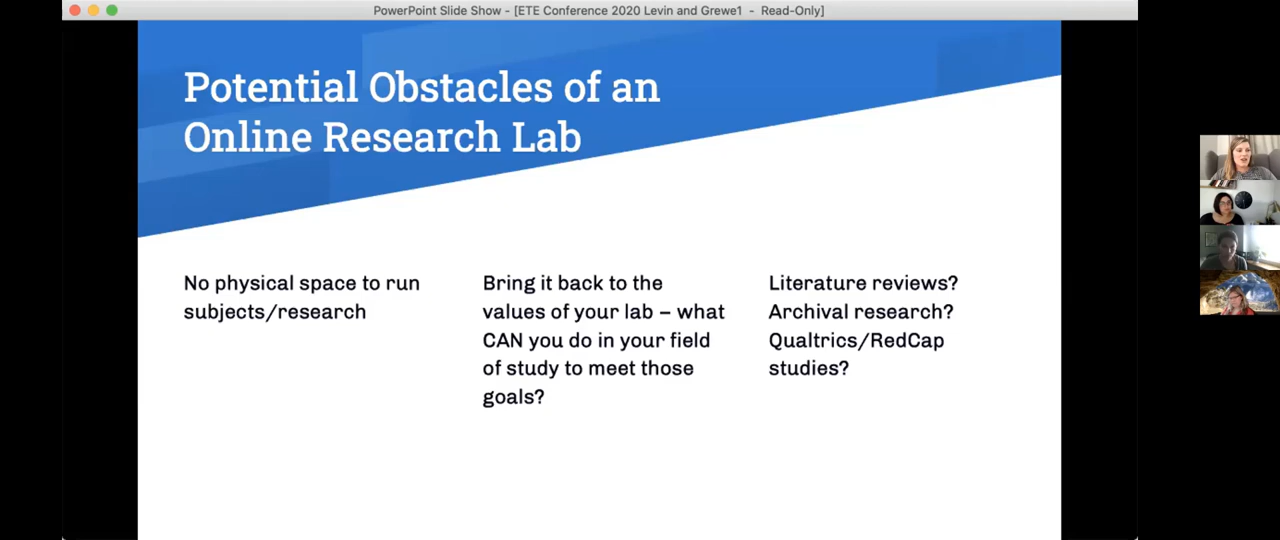 PowerPoint Slide Show - [ETE Conference 2020 Levin and Grewe1 - Read-Only]
Potential Obstacles of an
Online Research Lab
No physical space to run
subjects/research
Bring it back to the
values of your lab – what
CAN you do in your field
of study to meet those
goals?
Literature reviews?
Archival research?
Qualtrics/RedCap
studies?